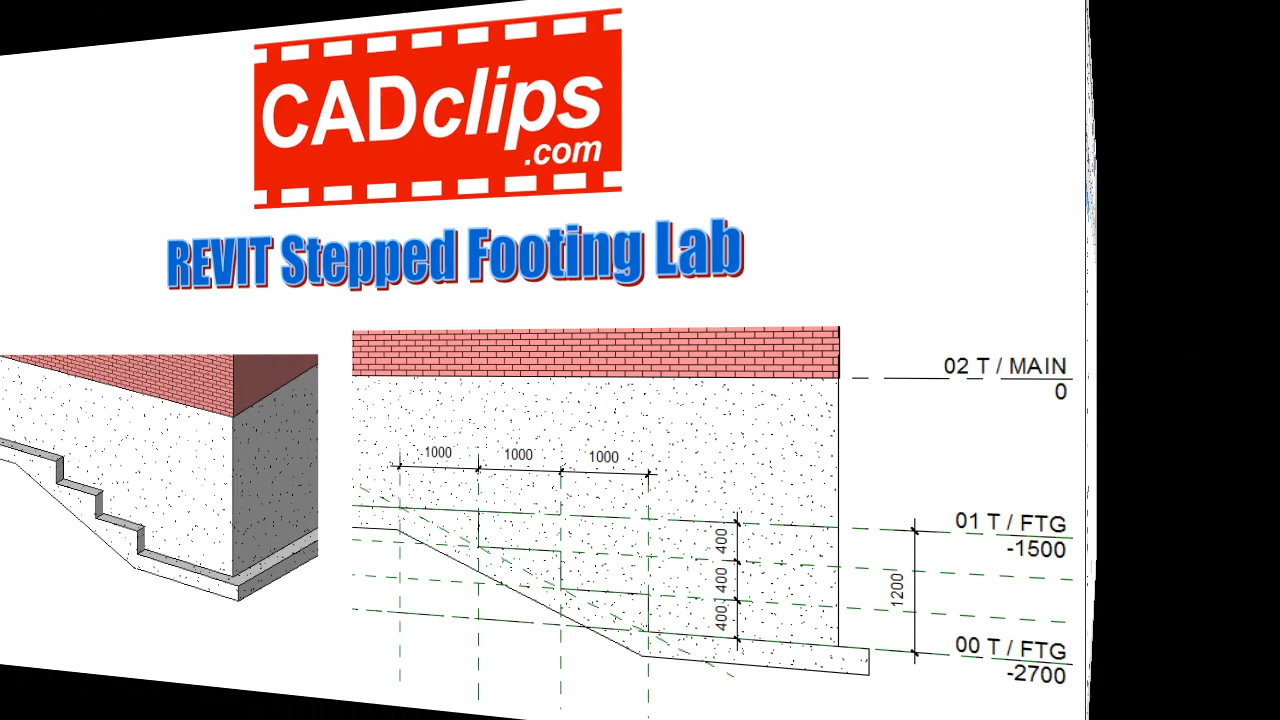 CADclips
.com
REVIT Stepped Footing Lab
02 T / MAIN
0
1000 1000 1000
01 T / FTG
-1500
400
400
400
1200
00 T / FTG
-2700